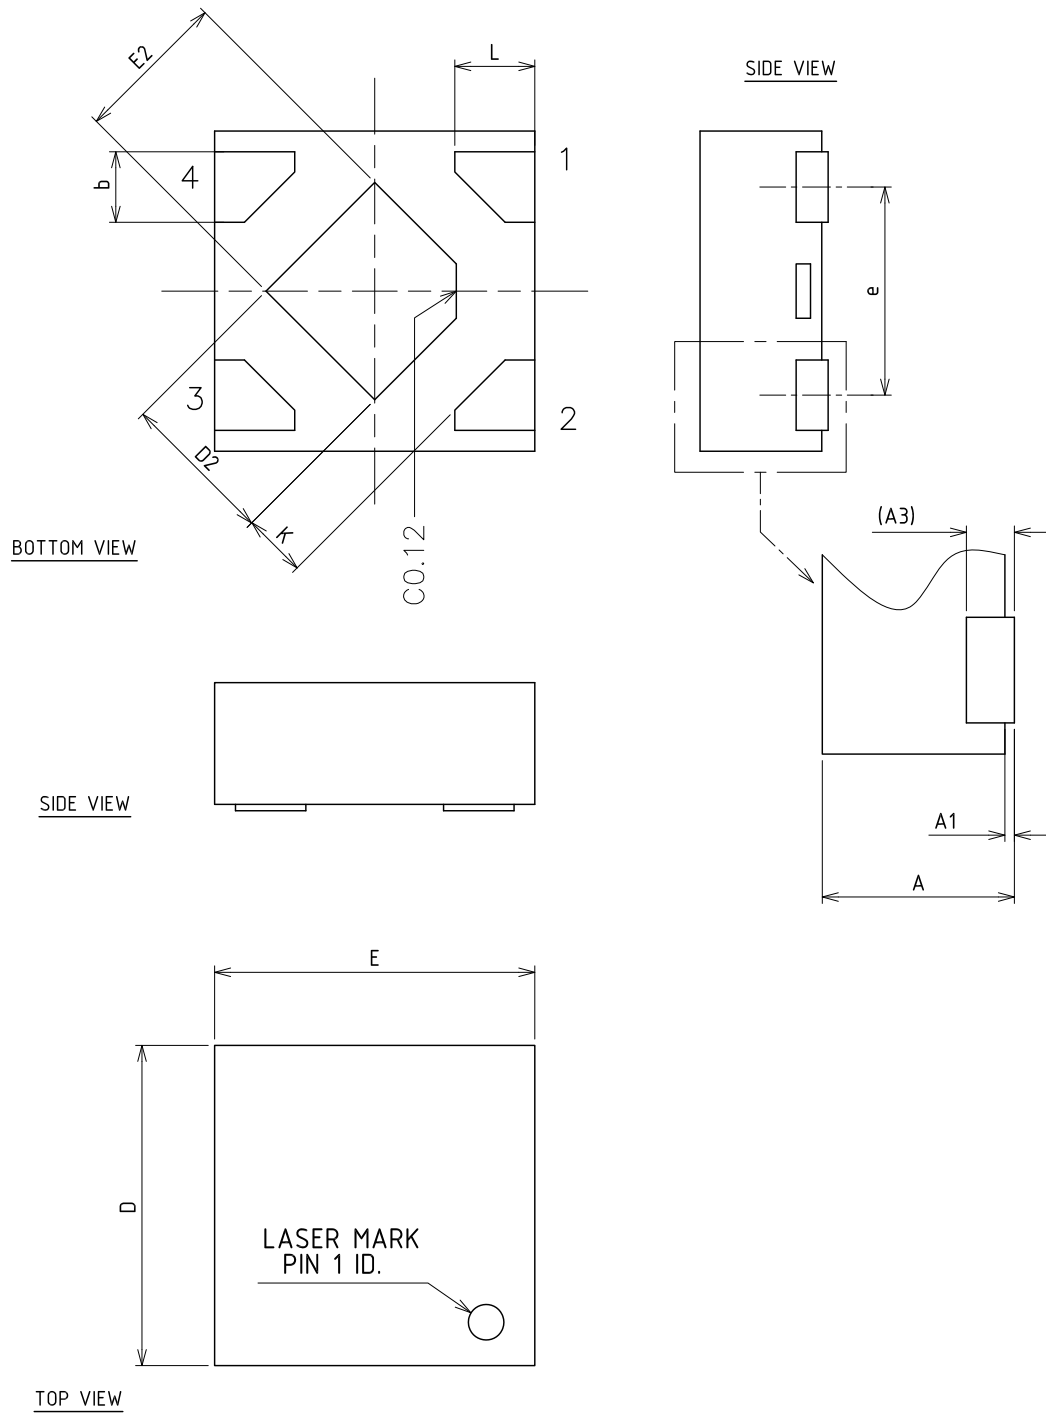 E2
L
SIDE VIEW
4
1
b
e
3
2
D2
K
C0.12
BOTTOM VIEW
(A3)
SIDE VIEW
A1
A
E
D
LASER MARK
PIN 1 ID.
TOP VIEW